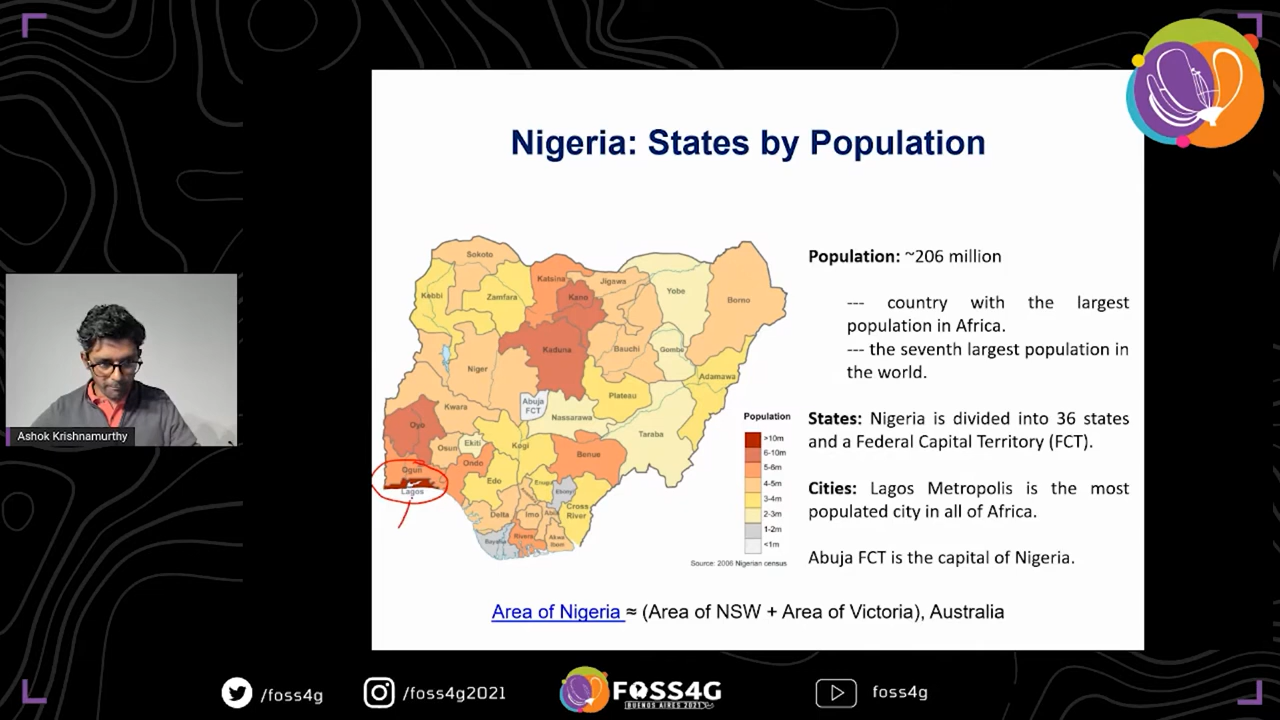 Nigeria: States by Population
Sokoto
Katsina
Jigawa
Yobe
Borno
Kebbi
Zamfara
Kano
Kaduna
Bauchi
Gombe
Niger
Adamawa
Plateau
Abuja
FCT
Kwara
Nassarawa
Oyo
Taraba
Osun
Ekiti
Kogi
Benue
Ogun
Ondo
Edo
Enugu
Ebonyi
Lagos
Cross
River
Delta
Imo
Abia
Rivers
Akwa
Ibom
Bayelsa
Population
>10m
6-10m
5-6m
4-5m
3-4m
2-3m
1-2m
<1m
Source: 2006 Nigerian census
Population: ~206 million
--- country with the largest
population in Africa.
--- the seventh largest population in
the world.
States: Nigeria is divided into 36 states
and a Federal Capital Territory (FCT).
Cities: Lagos Metropolis is the most
populated city in all of Africa.
Abuja FCT is the capital of Nigeria.
Area of Nigeria ≈ (Area of NSW + Area of Victoria), Australia
Ashok Krishnamurthy
/foss4g
/foss4g2021
FOSS4G
BUENOS AIRES 2021
foss4g